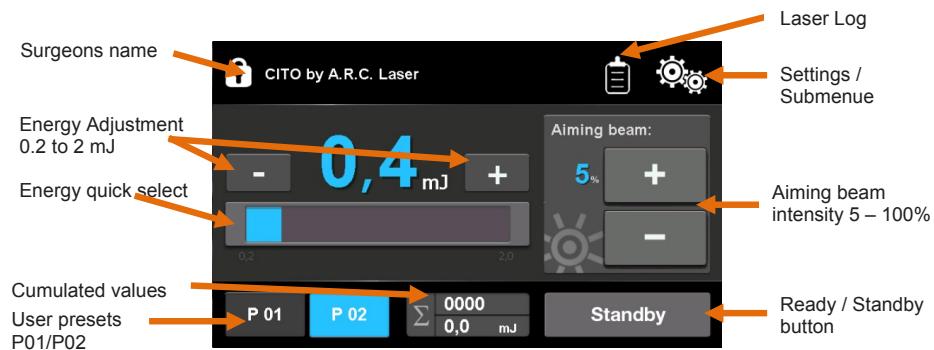 Laser Log
Surgeons name
CITO by A.R.C. Laser
Settings /
Submenue
Energy Adjustment
0.2 to 2 mJ
0,4 mJ
-
+
Aiming beam:
5%
+
−
Energy quick select
Aiming beam
intensity 5 – 100%
0,2
2,0
Cumulated values
User presets
P01/P02
P 01
P 02
Σ
0000
0,0 mJ
Standby
Ready / Standby
button